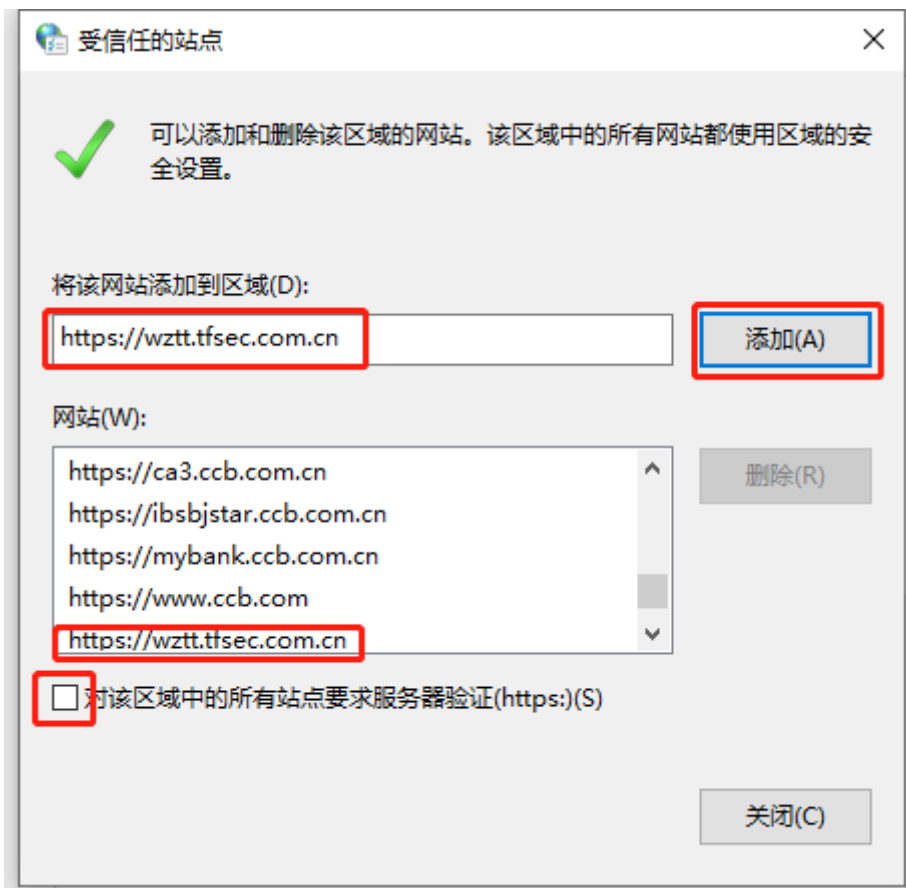 受信任的站点
可以添加和删除该区域的网站。该区域中的所有网站都使用区域的安
全设置。
将该网站添加到区域(D):
https://wztt.tfsec.com.cn
添加(A)
网站(W):
https://ca3.ccb.com.cn
https://ibsbjstar.ccb.com.cn
https://mybank.ccb.com.cn
https://www.ccb.com
https://wztt.tfsec.com.cn
删除(R)
对该区域中的所有站点要求服务器验证(https:)(S)
关闭(C)